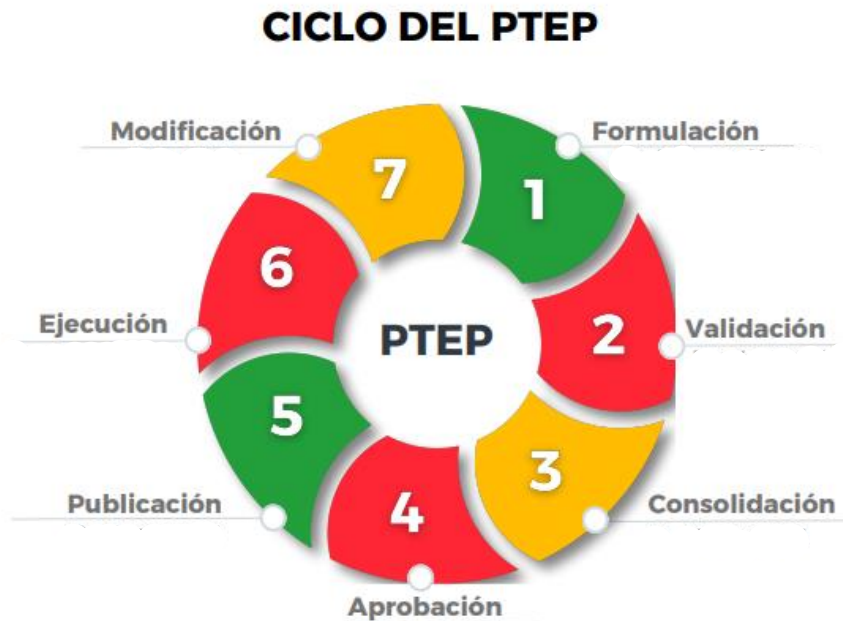 CICLO DEL PTEP
Modificación
Formulación
7
1
6
2
Ejecución
PTEP
Validación
5
3
Publicación
4
Consolidación
Aprobación